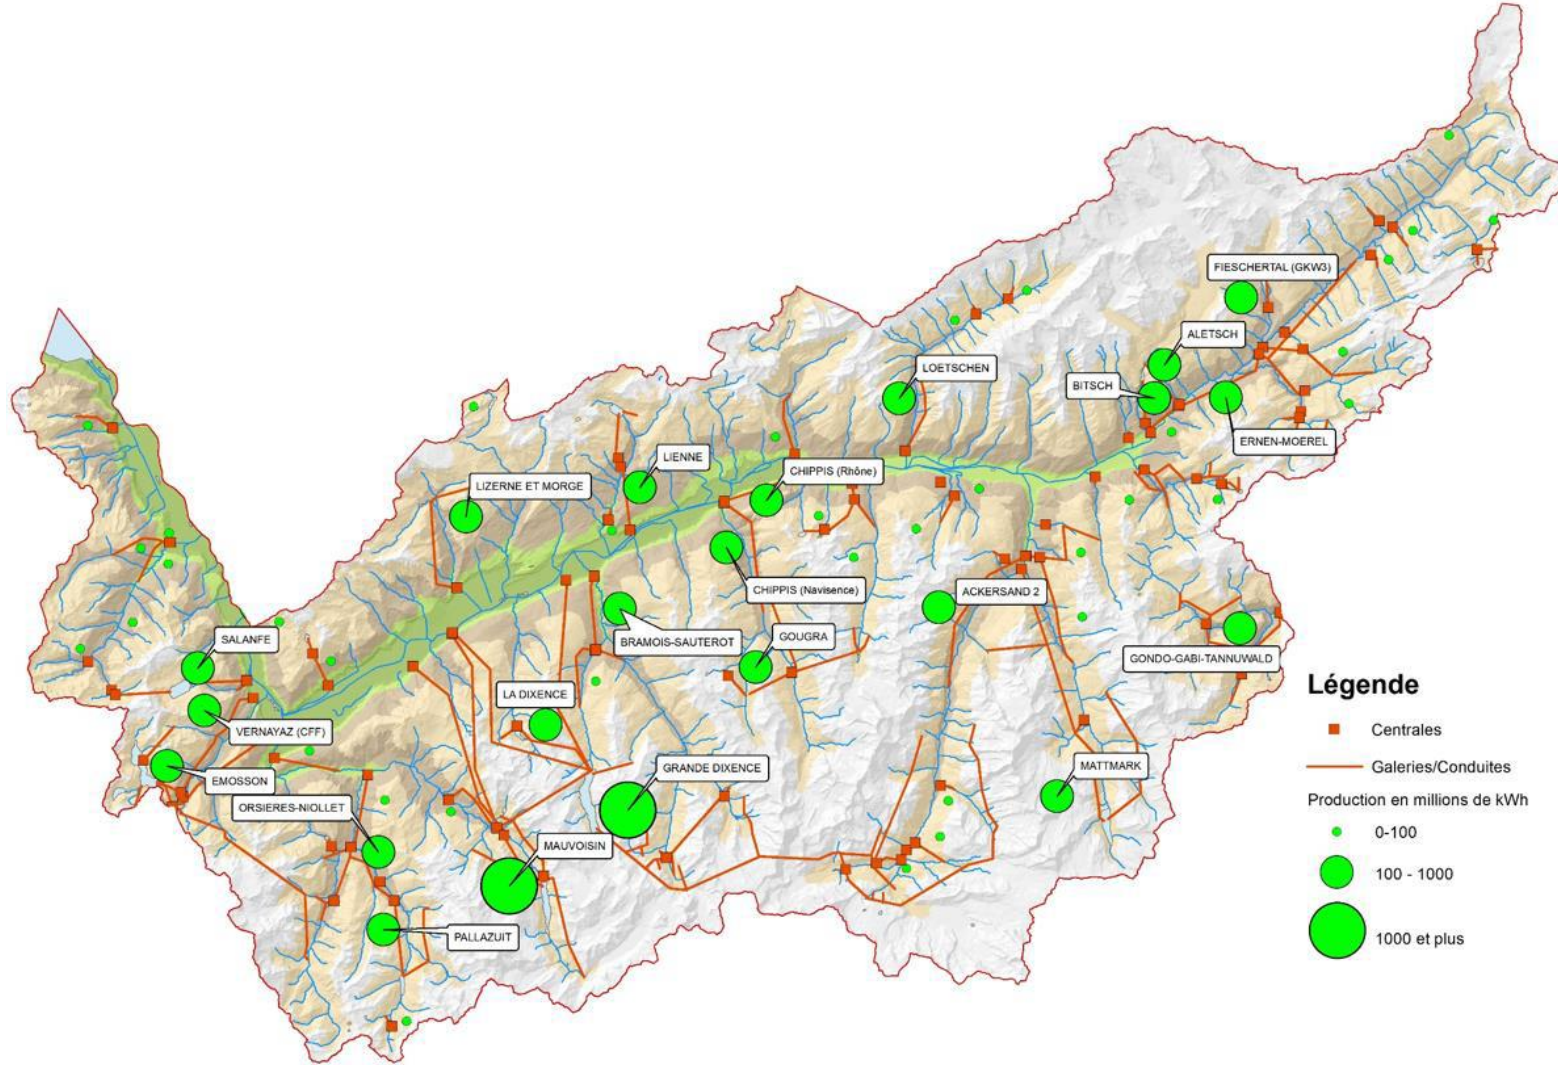 FIESCHERTAL (GKW3)
ALETSCH
LOETSCHEN
BITSCH
ERNEN-MOEREL
LIENNE
CHIPPIS (Rhône)
LIZERNE ET MORGE
CHIPPIS (Navisence)
ACKERSAND 2
SALANFE
BRAMOIS-SAUTEROT
GOUGRA
GONDO-GABI-TANNUWALD
LA DIXENCE
VERNAYAZ (CFF)
GRANDE DIXENCE
MATTMARK
EMOSSON
ORSIERES-NIOLLET
MAUVOISIN
PALLAZUIT
Légende
Centrales
Galeries/Conduites
Production en millions de kWh
0-100
100 - 1000
1000 et plus